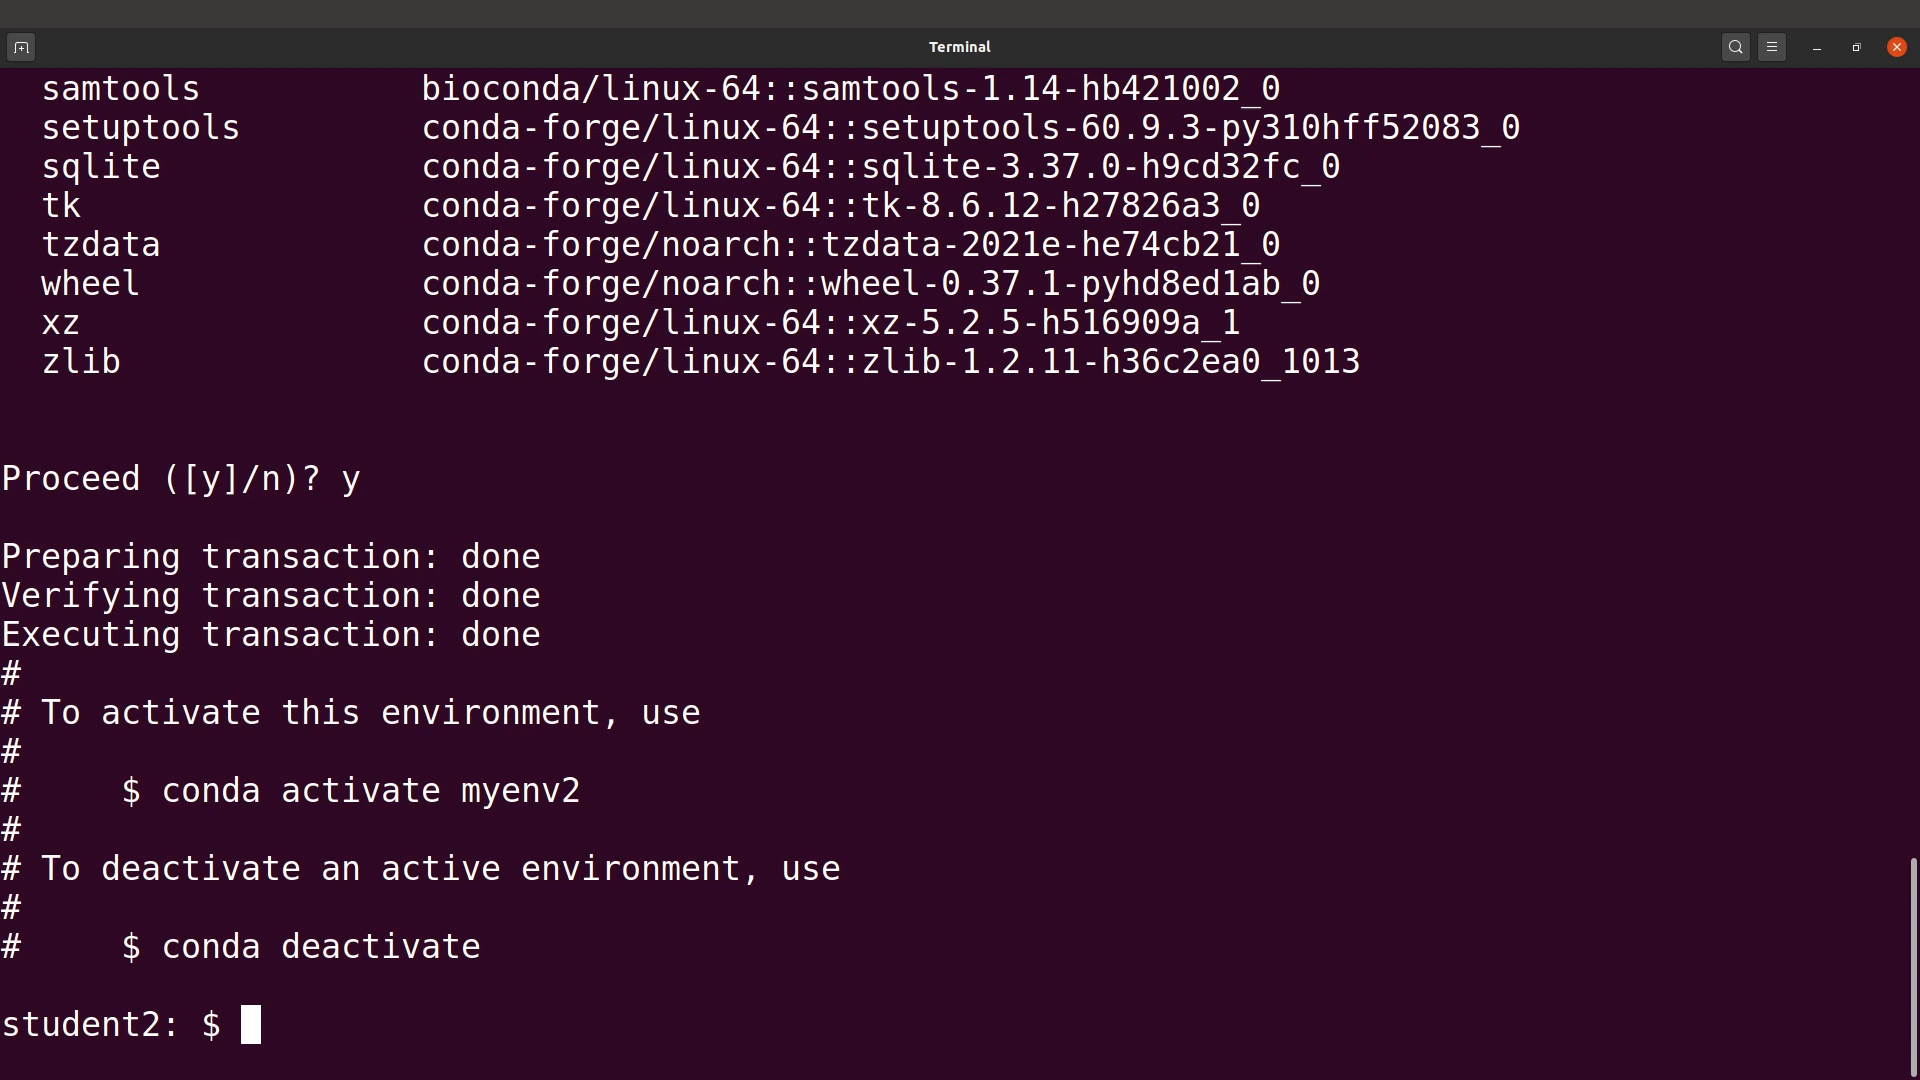 Terminal
samtools bioconda/linux-64::samtools-1.14-hb421002_0
setuptools conda-forge/linux-64::setuptools-60.9.3-py310hff52083_0
sqlite conda-forge/linux-64::sqlite-3.37.0-h9cd32fc_0
tk conda-forge/linux-64::tk-8.6.12-h27826a3_0
tzdata conda-forge/noarch::tzdata-2021e-he74cb21_0
wheel conda-forge/noarch::wheel-0.37.1-pyhd8ed1ab_0
xz conda-forge/linux-64::xz-5.2.5-h516909a_1
zlib conda-forge/linux-64::zlib-1.2.11-h36c2ea0_1013
Proceed ([y]/n)? y
Preparing transaction: done
Verifying transaction: done
Executing transaction: done
#
# To activate this environment, use
#
#     $ conda activate myenv2
#
# To deactivate an active environment, use
#
#     $ conda deactivate
student2: $